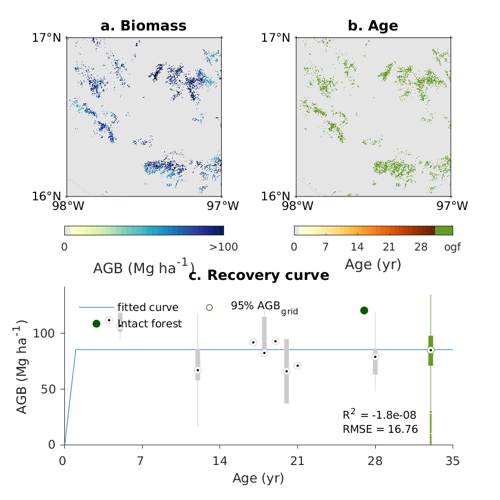 a. Biomass
b. Age
17°N
17°N
16°N
16°N
98°W
97°W
98°W
97°W
0
>100
0
7
14
21
28
ogf
AGB (Mg ha-1)
Age (yr)
c. Recovery curve
fitted curve
95% AGBgrid
Intact forest
AGB (Mg ha-1)
100
50
0
R2 = -1.8e-08
RMSE = 16.76
0
7
14
21
28
35
Age (yr)